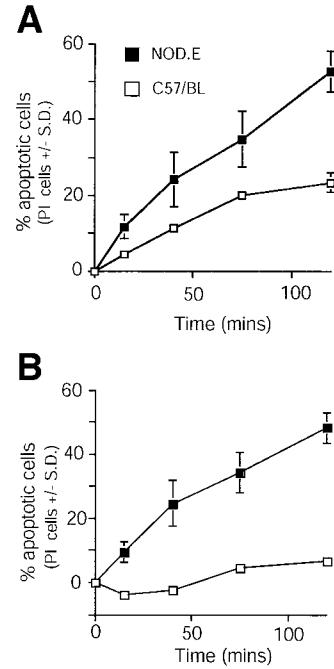 A
60
40
20
0
% apoptotic cells
(PI cells +/- S.D.)
NOD.E
C57/BL
0
50
100
Time (mins)
B
60
40
20
0
% apoptotic cells
(PI cells +/- S.D.)
0
50
100
Time (mins)